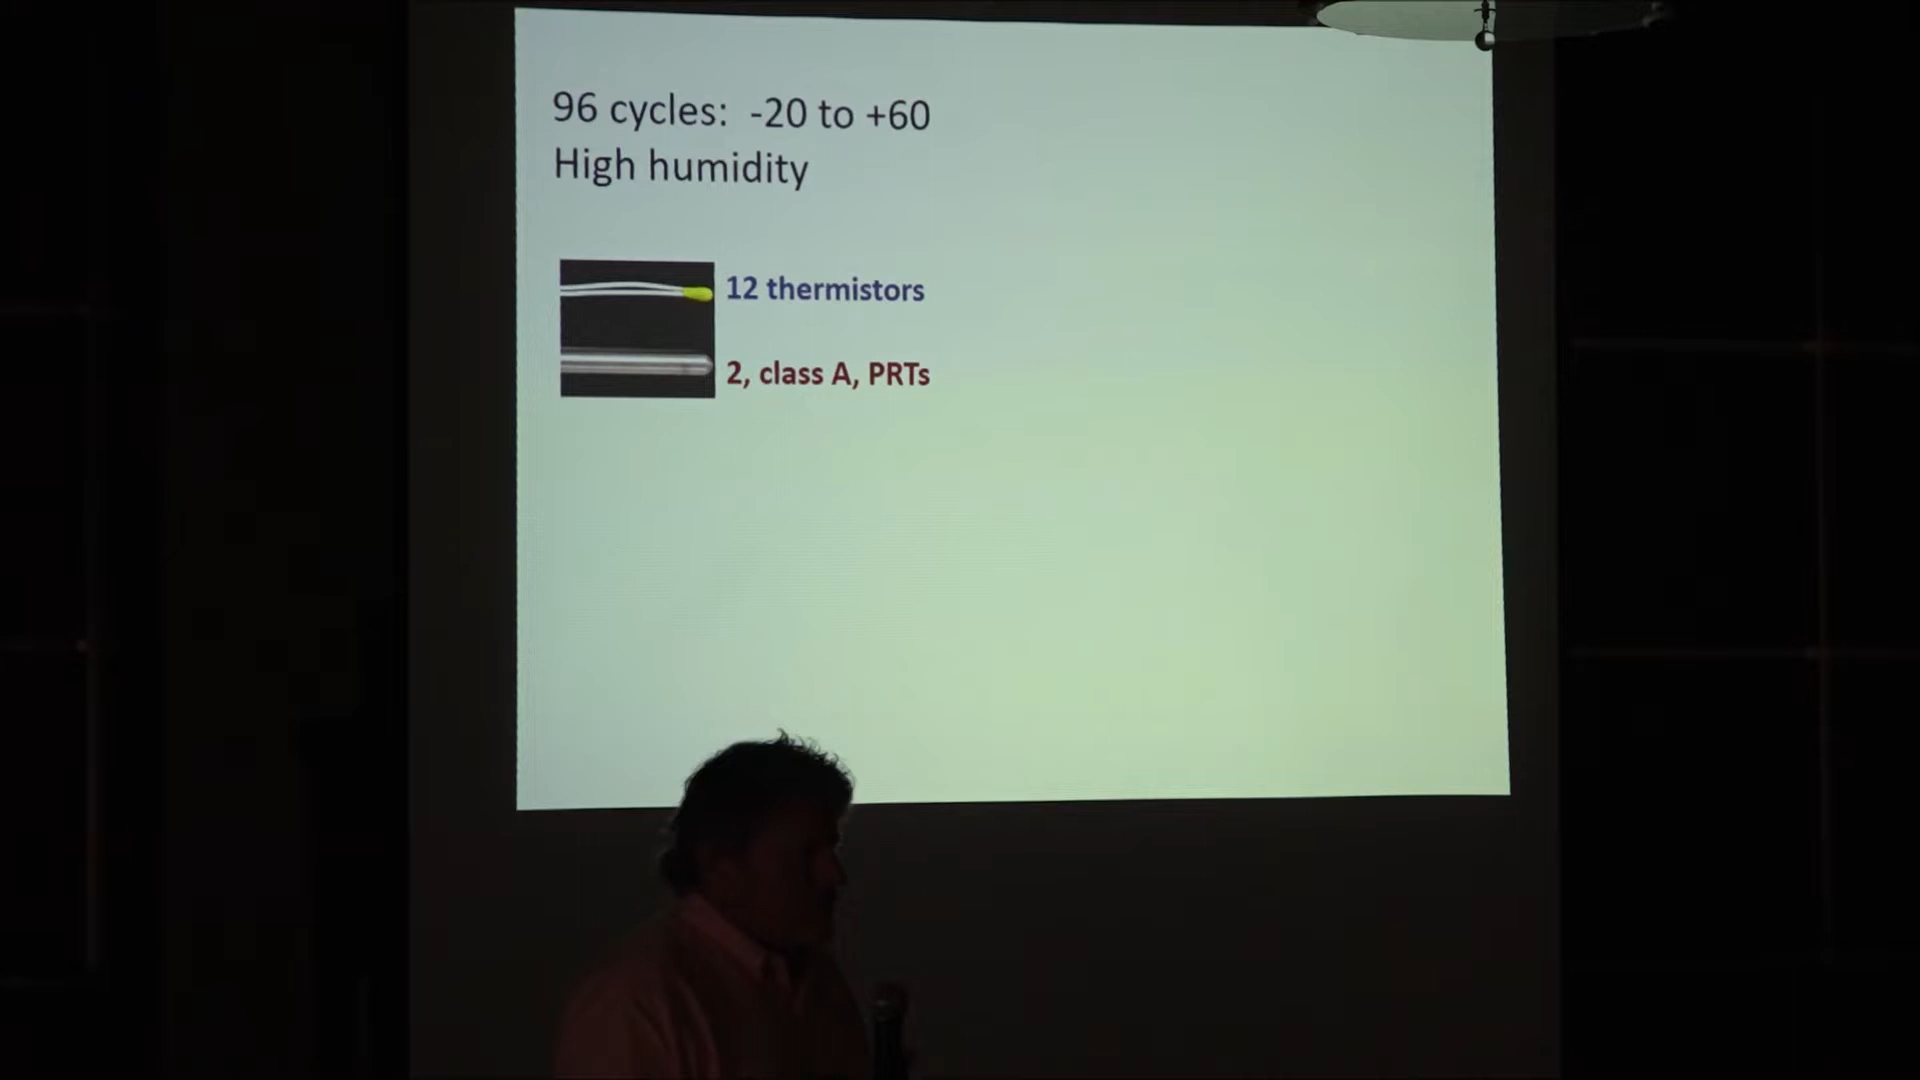 96 cycles: -20 to +60
High humidity
12 thermistors
2, class A, PRTs